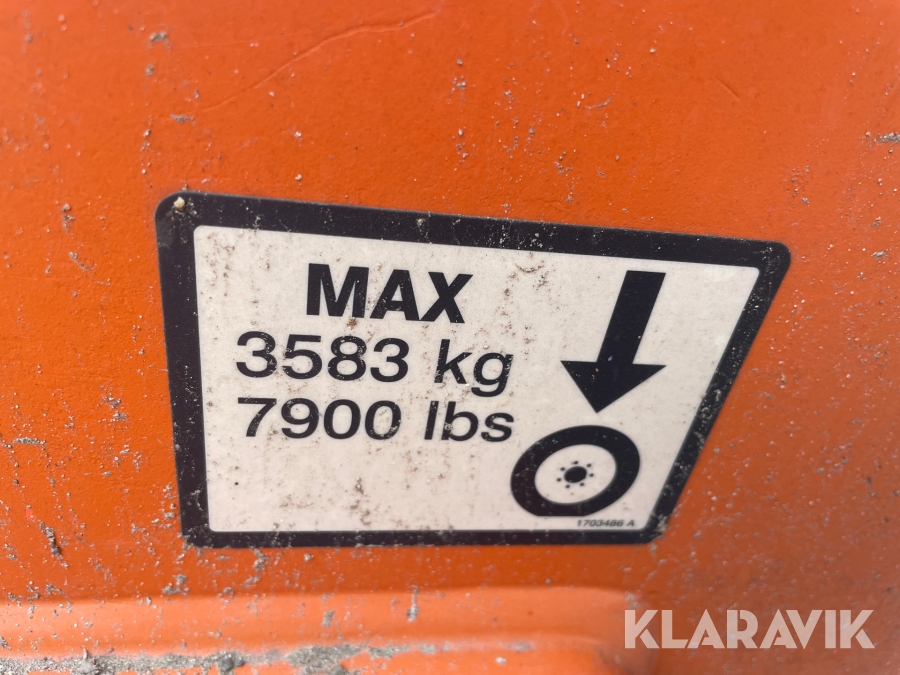 MAX
3583 kg
7900 lbs
1703486 A
KLARAVIK